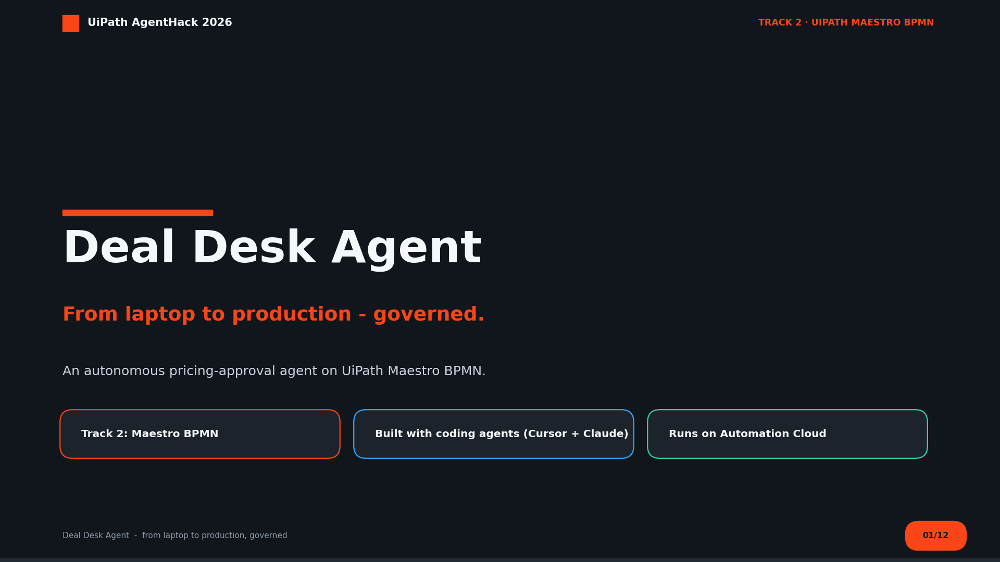 UiPath AgentHack 2026
TRACK 2 · UIPATH MAESTRO BPMN
Deal Desk Agent
From laptop to production - governed.
An autonomous pricing-approval agent on UiPath Maestro BPMN.
Track 2: Maestro BPMN
Built with coding agents (Cursor + Claude)
Runs on Automation Cloud
Deal Desk Agent - from laptop to production, governed
01/12